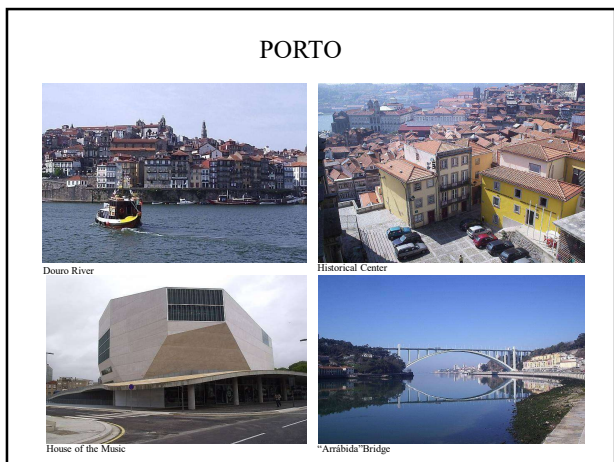 PORTO
Douro River
Historical Center
House of the Music
“Arrábida”Bridge